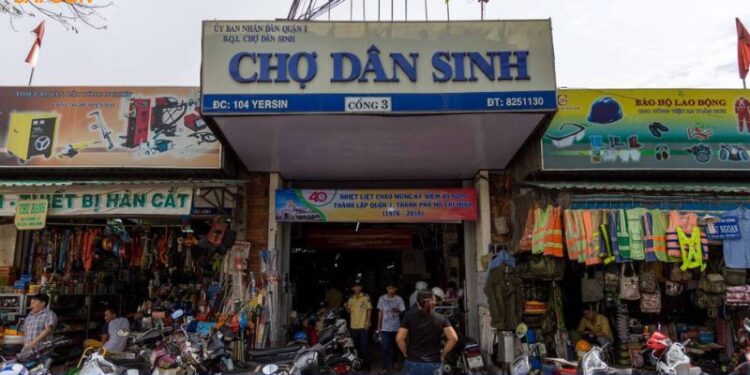 ỦY BAN NHÂN DÂN QUẬN 1
B.Q.L CHỢ DÂN SINH
CHỢ DÂN SINH
ĐC: 104 YERSIN
CỔNG 3
ĐT: 8251130
THIẾT BỊ HÀN CẮT
BẢO HỘ LAO ĐỘNG
40
NHIỆT LIỆT CHÀO MỪNG KỶ NIỆM 40 NĂM
THÀNH LẬP QUẬN 1, THÀNH PHỐ HỒ CHÍ MINH
(1976 - 2016)